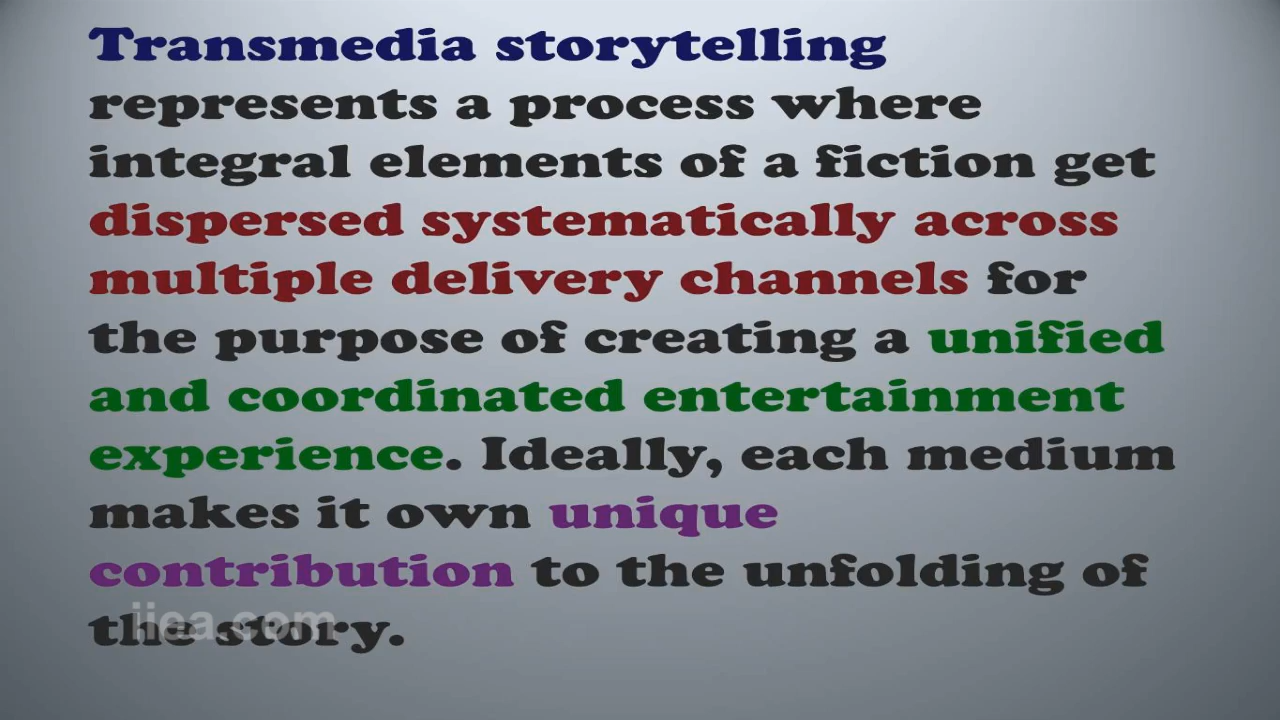 Transmedia storytelling
represents a process where
integral elements of a fiction get
dispersed systematically across
multiple delivery channels for
the purpose of creating a unified
and coordinated entertainment
experience. Ideally, each medium
makes it own unique
contribution to the unfolding of
the story.
iiea.com